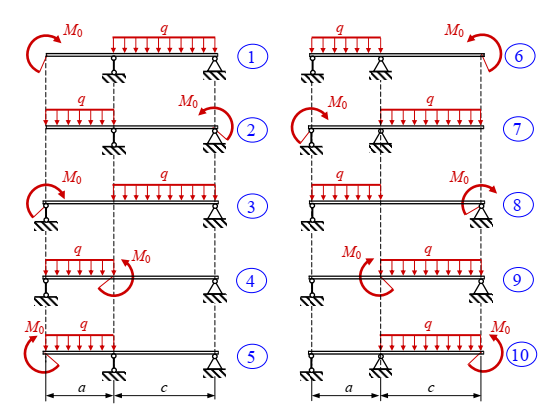 M₀ q 1
q M₀ 2
M₀ q 3
q M₀ 4
M₀ q 5
a c
q M₀ 6
M₀ q 7
q M₀ 8
M₀ q 9
q M₀ 10
a c